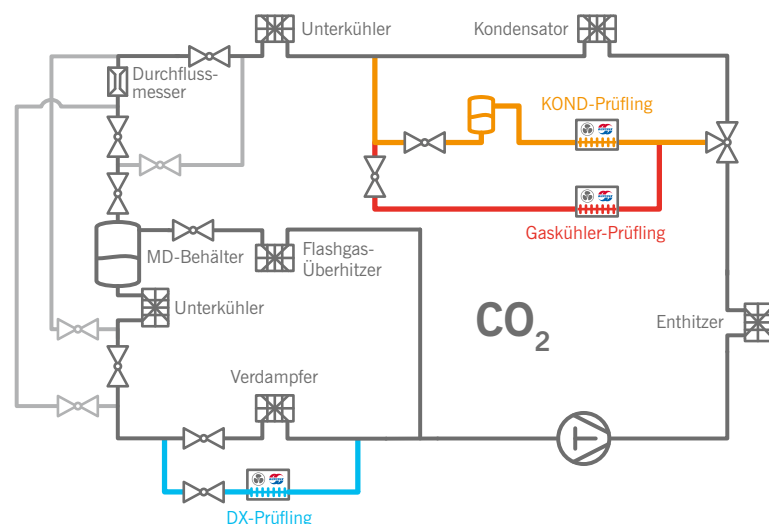 Unterkühler
Kondensator
Durchfluss-
messer
KOND-Prüfling
Gaskühler-Prüfling
MD-Behälter
Flashgas-
Überhitzer
Unterkühler
CO₂
Enthitzer
Verdampfer
DX-Prüfling